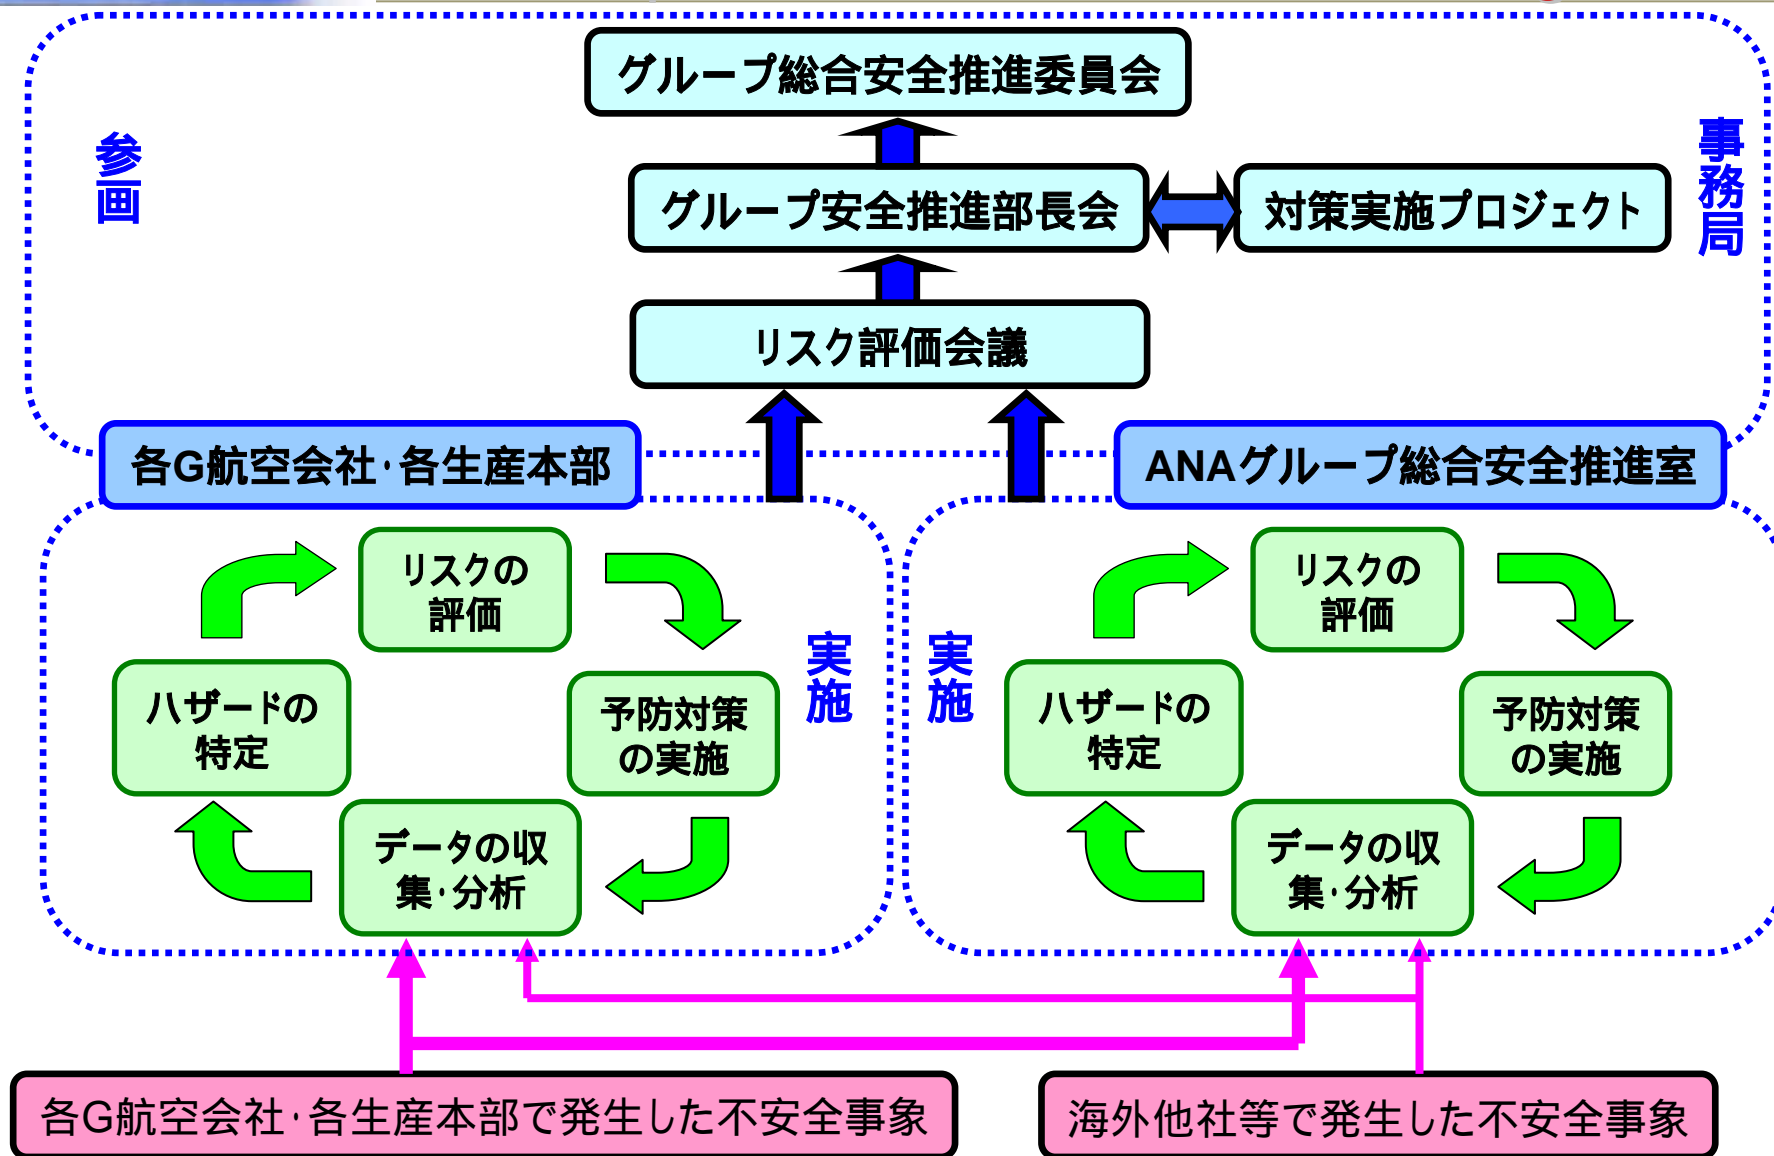 グループ総合安全推進委員会
参画
事務局
グループ安全推進部長会
対策実施プロジェクト
リスク評価会議
各G航空会社・各生産本部
ANAグループ総合安全推進室
リスクの
評価
ハザードの
特定
予防対策
の実施
データの収
集・分析
実施
実施
リスクの
評価
ハザードの
特定
予防対策
の実施
データの収
集・分析
各G航空会社・各生産本部で発生した不安全事象
海外他社等で発生した不安全事象